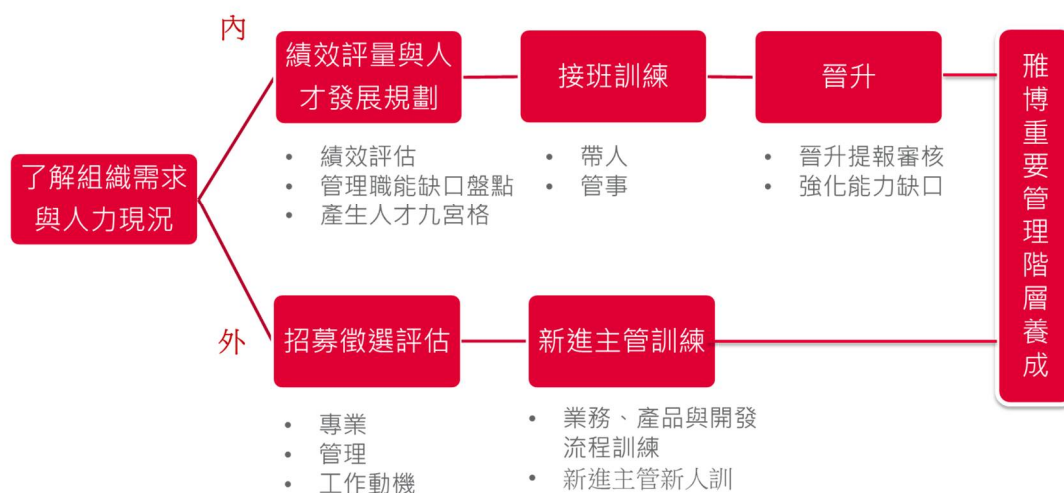 內
績效評量與人
才發展規劃
接班訓練
晉升
• 績效評估
• 管理職能缺口盤點
• 產生人才九宮格
• 帶人
• 管事
• 晉升提報審核
• 強化能力缺口
了解組織需求
與人力現況
外
招募徵選評估
新進主管訓練
• 專業
• 管理
• 工作動機
• 業務、產品與開發
流程訓練
• 新進主管新人訓
雅博重要管理階層養成